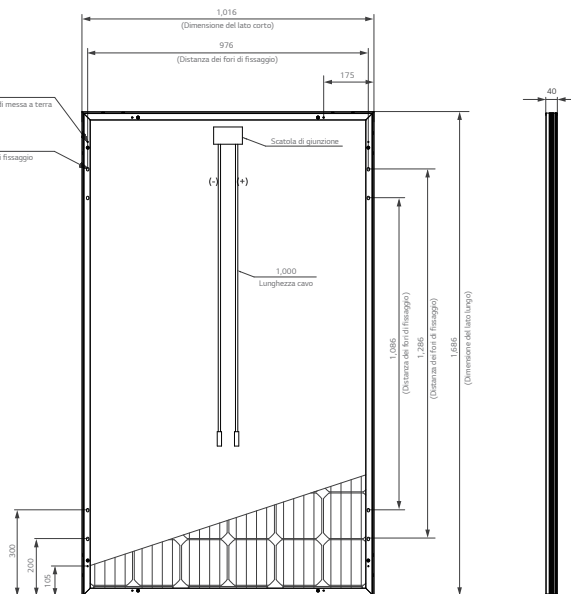 1,016
(Dimensione del lato corto)
976
(Distanza dei fori di fissaggio)
175
40
di messa a terra
i fissaggio
Scatola di giunzione
(-)
(+)
1,000
Lunghezza cavo
1,086
(Distanza dei fori di fissaggio)
1,286
(Distanza dei fori di fissaggio)
1,686
(Dimensione del lato lungo)
300
200
105